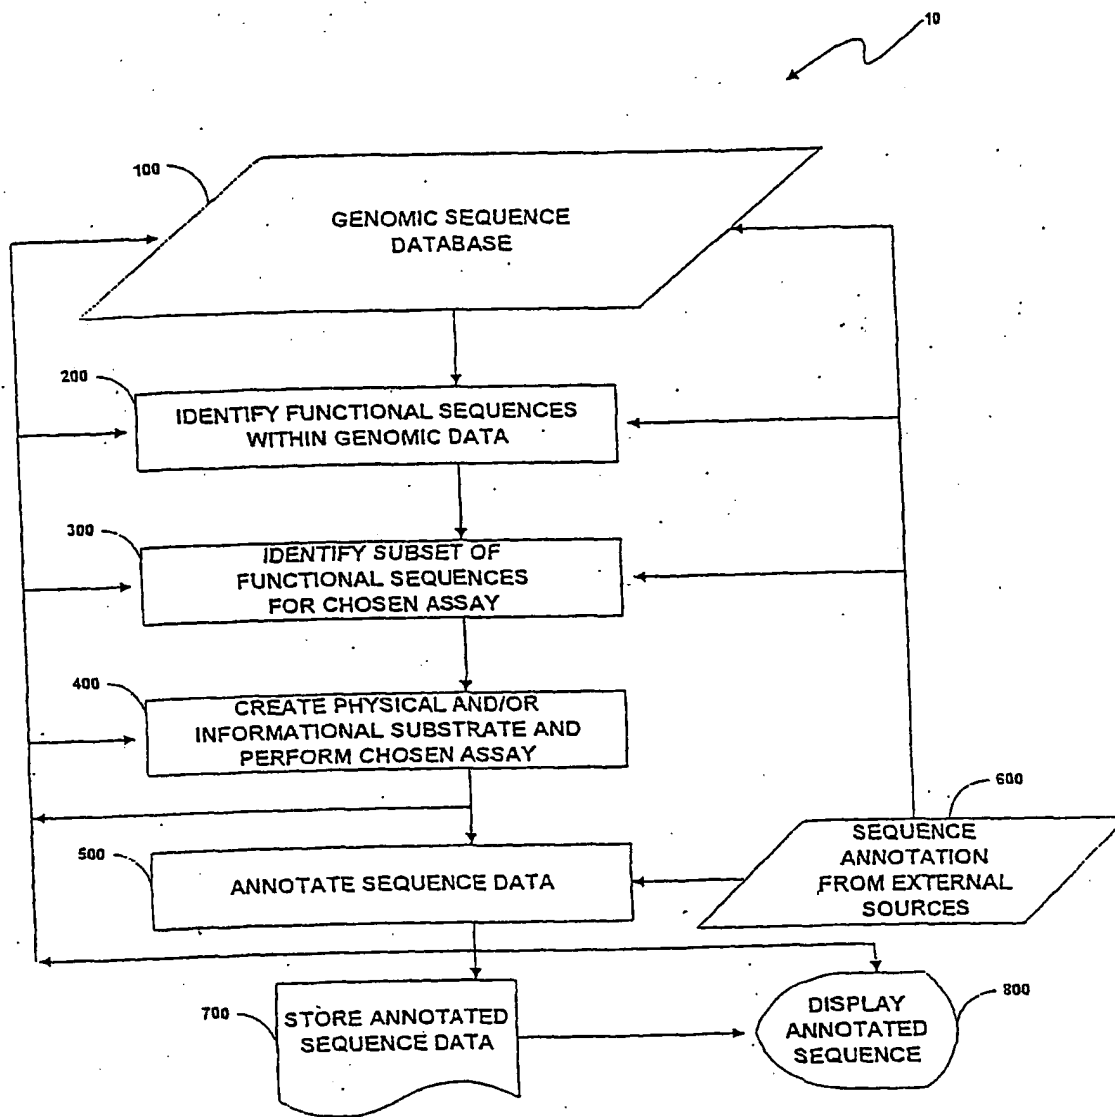 10
100
GENOMIC SEQUENCE
DATABASE
200
IDENTIFY FUNCTIONAL SEQUENCES
WITHIN GENOMIC DATA
300
IDENTIFY SUBSET OF
FUNCTIONAL SEQUENCES
FOR CHOSEN ASSAY
400
CREATE PHYSICAL AND/OR
INFORMATIONAL SUBSTRATE AND
PERFORM CHOSEN ASSAY
600
SEQUENCE
ANNOTATION
FROM EXTERNAL
SOURCES
500
ANNOTATE SEQUENCE DATA
700
STORE ANNOTATED
SEQUENCE DATA
800
DISPLAY
ANNOTATED
SEQUENCE